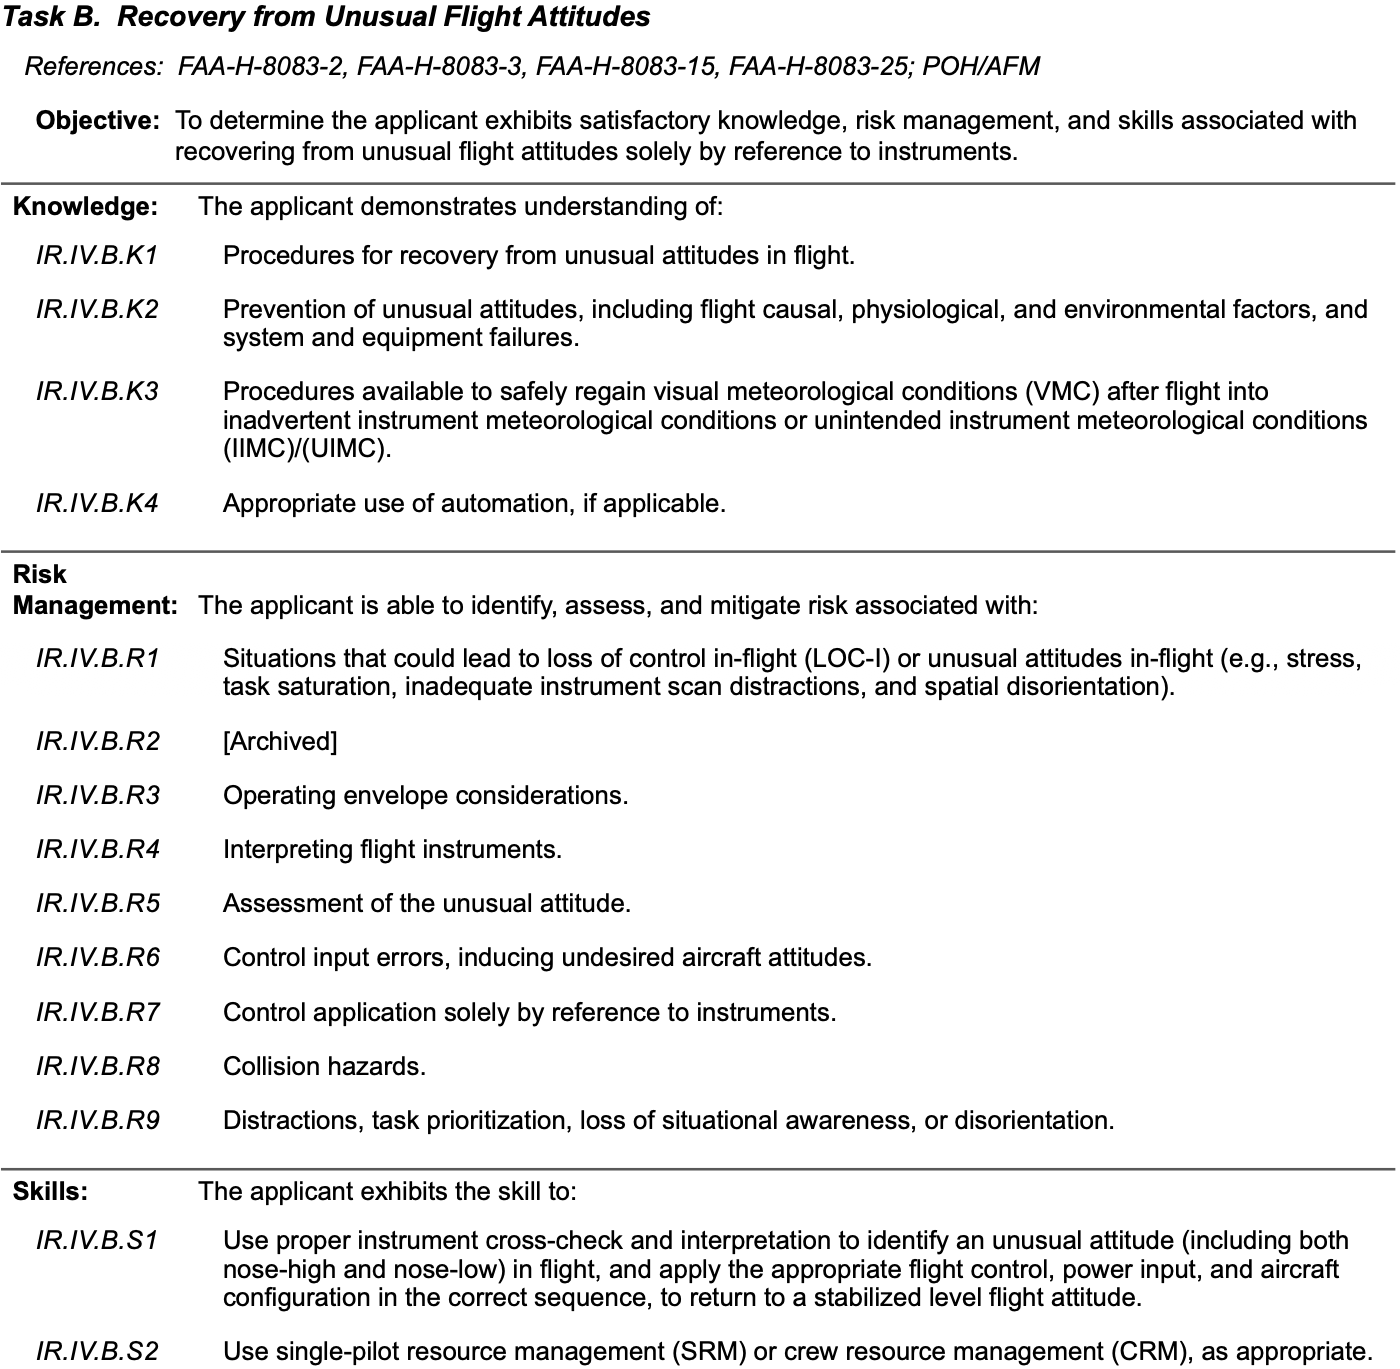 Task B. Recovery from Unusual Flight Attitudes
References: FAA-H-8083-2, FAA-H-8083-3, FAA-H-8083-15, FAA-H-8083-25; POH/AFM
Objective: To determine the applicant exhibits satisfactory knowledge, risk management, and skills associated with
recovering from unusual flight attitudes solely by reference to instruments.
Knowledge: The applicant demonstrates understanding of:
IR.IV.B.K1 Procedures for recovery from unusual attitudes in flight.
IR.IV.B.K2 Prevention of unusual attitudes, including flight causal, physiological, and environmental factors, and
system and equipment failures.
IR.IV.B.K3 Procedures available to safely regain visual meteorological conditions (VMC) after flight into
inadvertent instrument meteorological conditions or unintended instrument meteorological conditions
(IIMC)/(UIMC).
IR.IV.B.K4 Appropriate use of automation, if applicable.
Risk
Management: The applicant is able to identify, assess, and mitigate risk associated with:
IR.IV.B.R1 Situations that could lead to loss of control in-flight (LOC-I) or unusual attitudes in-flight (e.g., stress,
task saturation, inadequate instrument scan distractions, and spatial disorientation).
IR.IV.B.R2 [Archived]
IR.IV.B.R3 Operating envelope considerations.
IR.IV.B.R4 Interpreting flight instruments.
IR.IV.B.R5 Assessment of the unusual attitude.
IR.IV.B.R6 Control input errors, inducing undesired aircraft attitudes.
IR.IV.B.R7 Control application solely by reference to instruments.
IR.IV.B.R8 Collision hazards.
IR.IV.B.R9 Distractions, task prioritization, loss of situational awareness, or disorientation.
Skills: The applicant exhibits the skill to:
IR.IV.B.S1 Use proper instrument cross-check and interpretation to identify an unusual attitude (including both
nose-high and nose-low) in flight, and apply the appropriate flight control, power input, and aircraft
configuration in the correct sequence, to return to a stabilized level flight attitude.
IR.IV.B.S2 Use single-pilot resource management (SRM) or crew resource management (CRM), as appropriate.